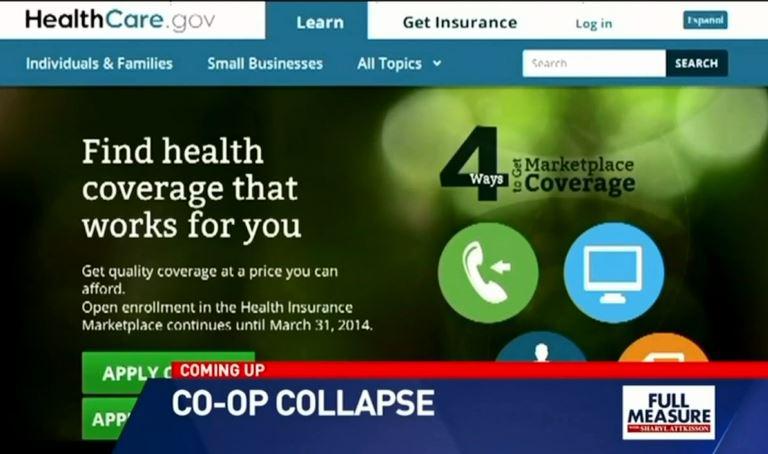 HealthCare.gov
Learn
Get Insurance
Log in
Español
Individuals & Families
Small Businesses
All Topics
Search
SEARCH
Find health
coverage that
works for you
Get quality coverage at a price you can
afford.
Open enrollment in the Health Insurance
Marketplace continues until March 31, 2014.
4 Ways to Get Marketplace Coverage
APPLY
APP
COMING UP
CO-OP COLLAPSE
FULL
MEASURE
WITH SHARYL ATTKISSON